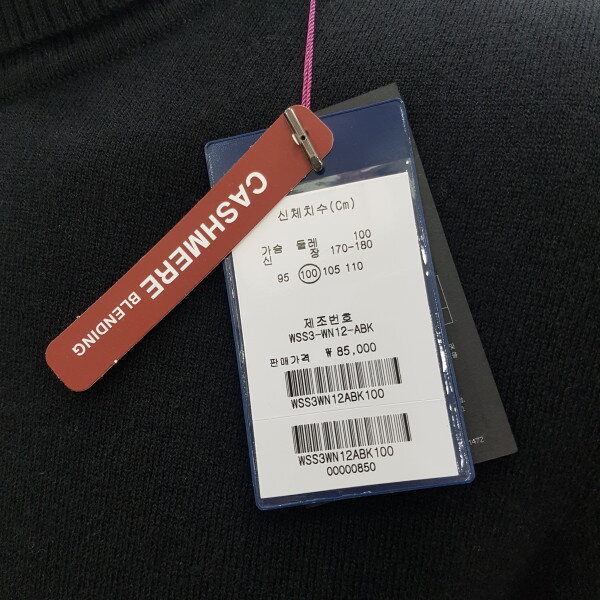 CASHMERE BLENDING
신체치수(Cm)
가슴 둘레 100
신 장 170-180
95 100 105 110
제조번호
WSS3-WN12-ABK
판매가격 ₩ 85,000
WSS3WN12ABK100
WSS3WN12ABK100
00000850
1472